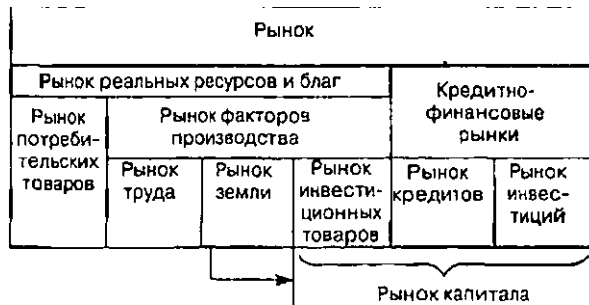 Рынок
Рынок реальных ресурсов и благ
Кредитно-
финансовые
рынки
Рынок
потреби-
тельских
товаров
Рынок факторов
производства
Рынок
труда
Рынок
земли
Рынок
инвести-
ционных
товаров
Рынок
кредитов
Рынок
инвес-
тиций
Рынок капитала